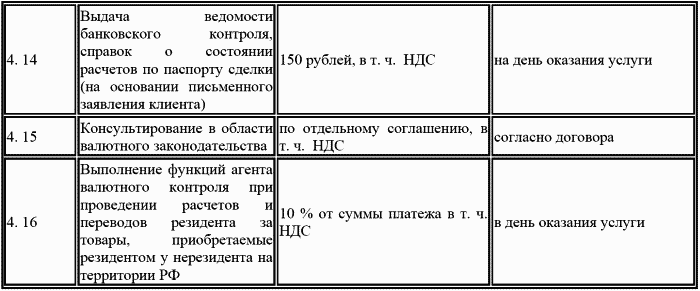 4. 14
Выдача ведомости
банковского контроля,
справок о состоянии
расчетов по паспорту сделки
(на основании письменного
заявления клиента)
150 рублей, в т. ч. НДС
на день оказания услуги
4. 15
Консультирование в области
валютного законодательства
по отдельному соглашению, в
т. ч. НДС
согласно договора
4. 16
Выполнение функций агента
валютного контроля при
проведении расчетов и
переводов резидента за
товары, приобретаемые
резидентом у нерезидента на
территории РФ
10 % от суммы платежа в т. ч.
НДС
в день оказания услуги